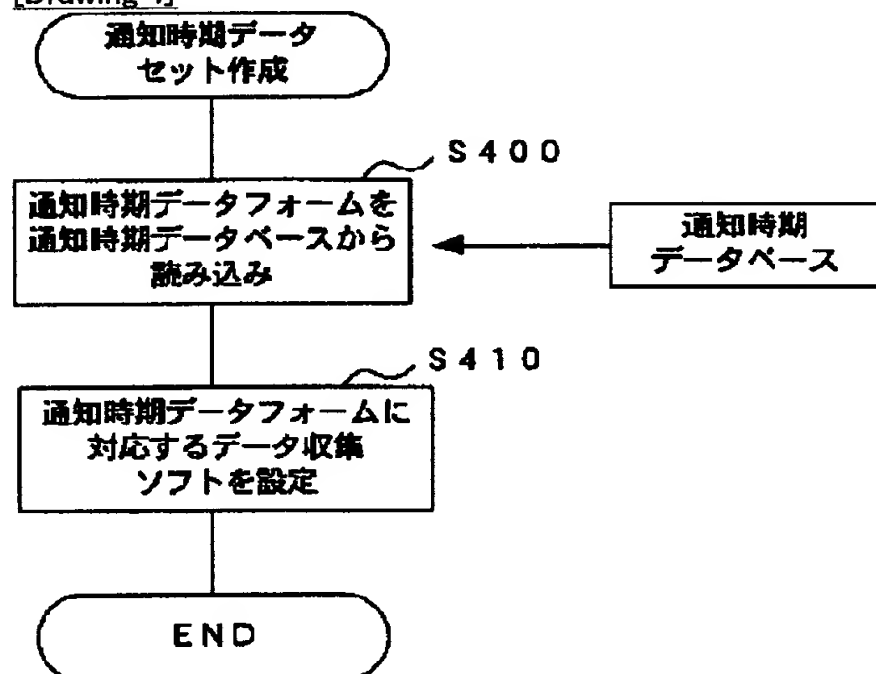 通知時期データ
セット作成
S400
通知時期データフォームを
通知時期データベースから
読み込み
通知時期
データベース
S410
通知時期データフォームに
対応するデータ収集
ソフトを設定
END